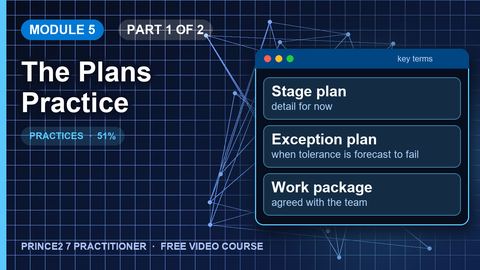 MODULE 5
PART 1 OF 2
The Plans
Practice
PRACTICES · 51%
key terms
Stage plan
detail for now
Exception plan
when tolerance is forecast to fail
Work package
agreed with the team
PRINCE2 7 PRACTITIONER · FREE VIDEO COURSE